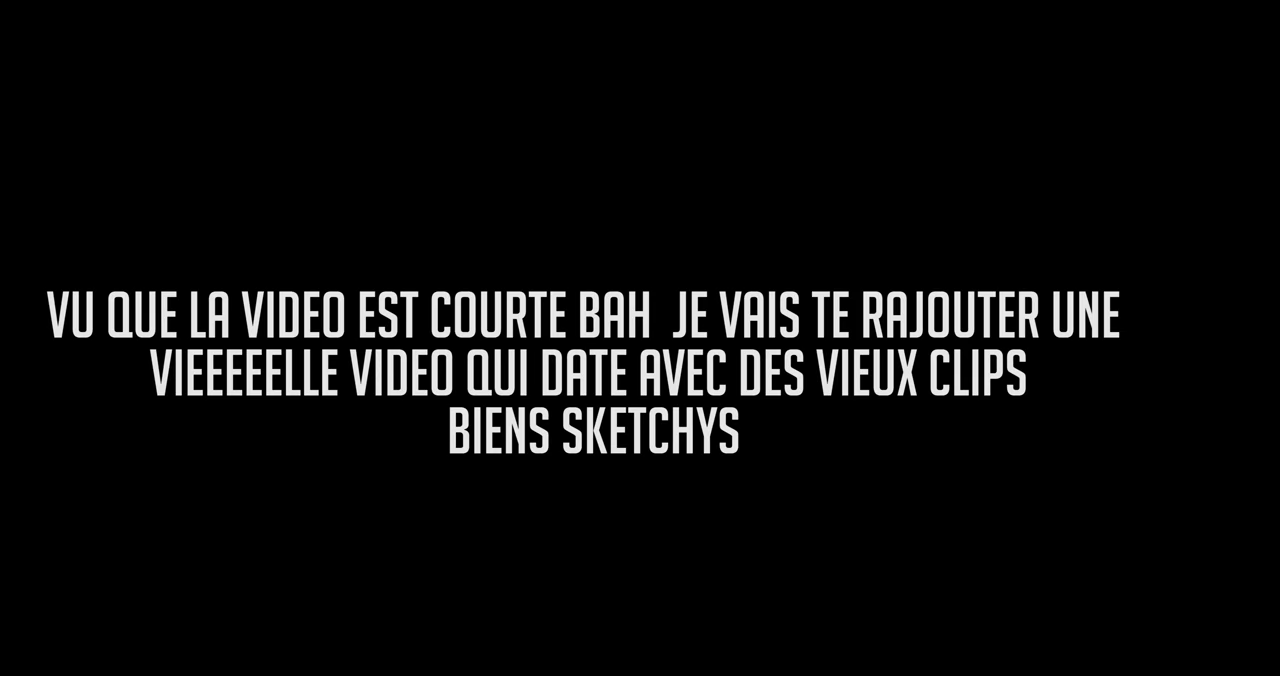 VU QUE LA VIDEO EST COURTE BAH  JE VAIS TE RAJOUTER UNE
VIEEEEELLE VIDEO QUI DATE AVEC DES VIEUX CLIPS
BIENS SKETCHYS